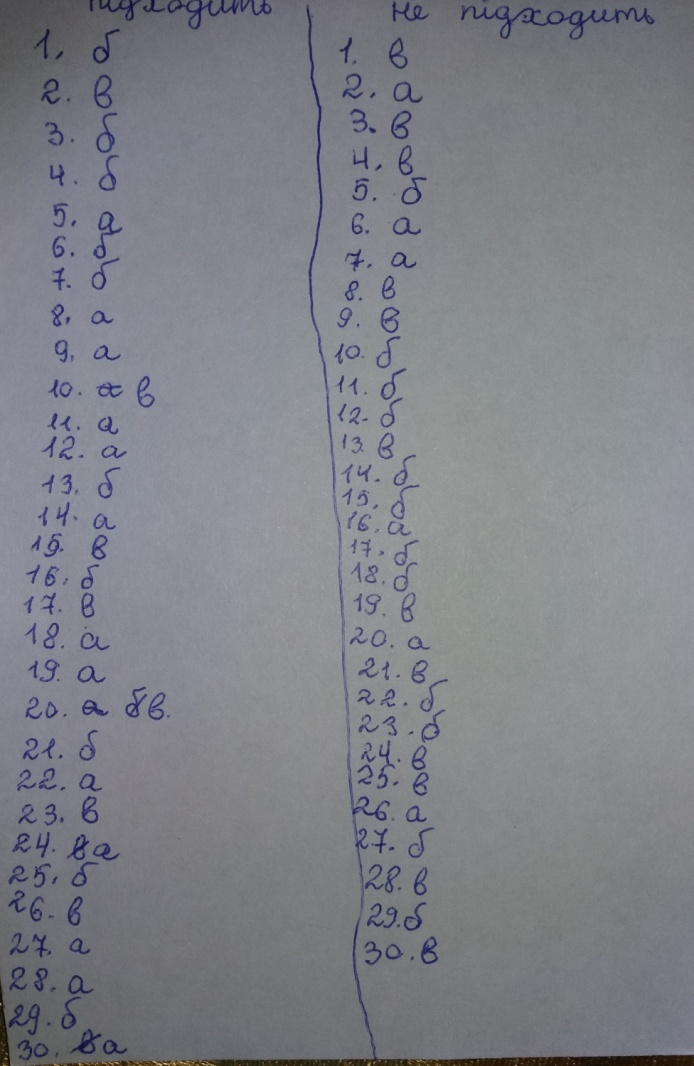 підходить
1. б
2. в
3. б
4. б
5. а
6. б
7. б
8. а
9. а
10. а в
11. а
12. а
13. б
14. а
15. в
16. б
17. в
18. а
19. а
20. а бв.
21. б
22. а
23. в
24. а
25. б
26. в
27. а
28. а
29. б
30. а
не підходить
1. в
2. а
3. в
4. в
5. б
6. а
7. а
8. в
9. в
10. б
11. б
12. б
13. в
14. б
15. б
16. а
17. б
18. б
19. в
20. а
21. в
22. б
23. б
24. в
25. в
26. а
27. б
28. в
29. б
30. в